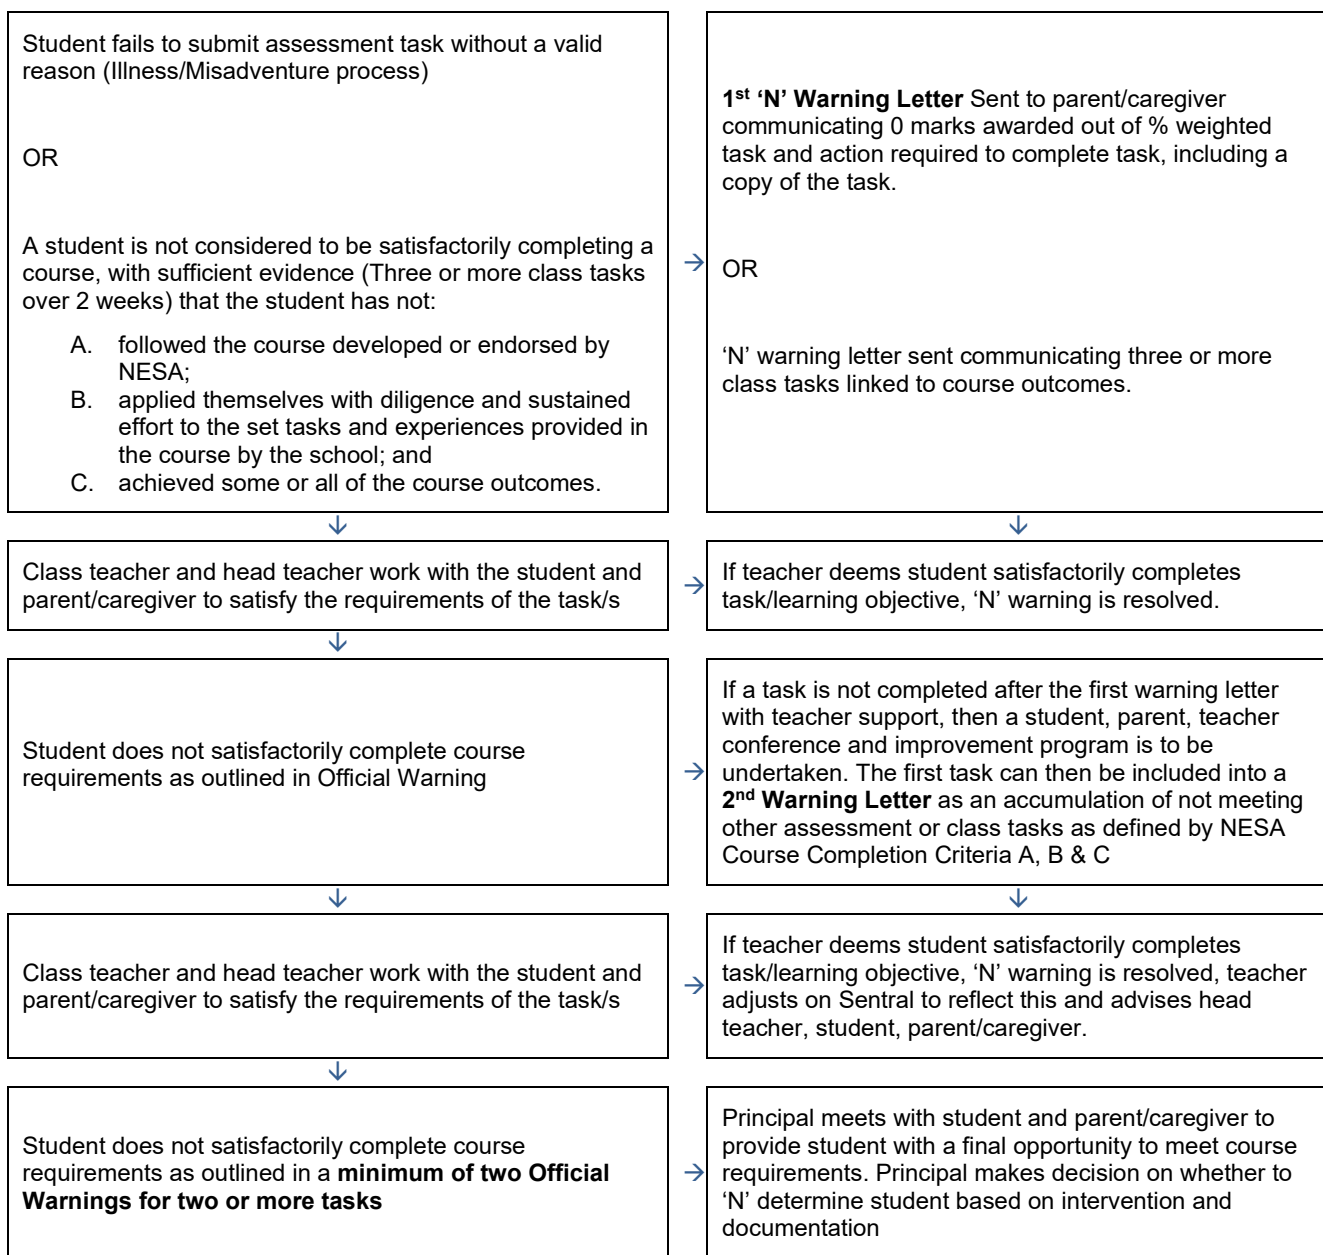 Student fails to submit assessment task without a valid
reason (Illness/Misadventure process)
OR
A student is not considered to be satisfactorily completing a
course, with sufficient evidence (Three or more class tasks
over 2 weeks) that the student has not:
A. followed the course developed or endorsed by
NESA;
B. applied themselves with diligence and sustained
effort to the set tasks and experiences provided in
the course by the school; and
C. achieved some or all of the course outcomes.
→
1st ‘N’ Warning Letter Sent to parent/caregiver
communicating 0 marks awarded out of % weighted
task and action required to complete task, including a
copy of the task.
OR
‘N’ warning letter sent communicating three or more
class tasks linked to course outcomes.
↓
↓
Class teacher and head teacher work with the student and
parent/caregiver to satisfy the requirements of the task/s
→
If teacher deems student satisfactorily completes
task/learning objective, ‘N’ warning is resolved.
↓
Student does not satisfactorily complete course
requirements as outlined in Official Warning
→
If a task is not completed after the first warning letter
with teacher support, then a student, parent, teacher
conference and improvement program is to be
undertaken. The first task can then be included into a
2nd Warning Letter as an accumulation of not meeting
other assessment or class tasks as defined by NESA
Course Completion Criteria A, B & C
↓
↓
Class teacher and head teacher work with the student and
parent/caregiver to satisfy the requirements of the task/s
→
If teacher deems student satisfactorily completes
task/learning objective, ‘N’ warning is resolved, teacher
adjusts on Sentral to reflect this and advises head
teacher, student, parent/caregiver.
↓
Student does not satisfactorily complete course
requirements as outlined in a minimum of two Official
Warnings for two or more tasks
→
Principal meets with student and parent/caregiver to
provide student with a final opportunity to meet course
requirements. Principal makes decision on whether to
‘N’ determine student based on intervention and
documentation